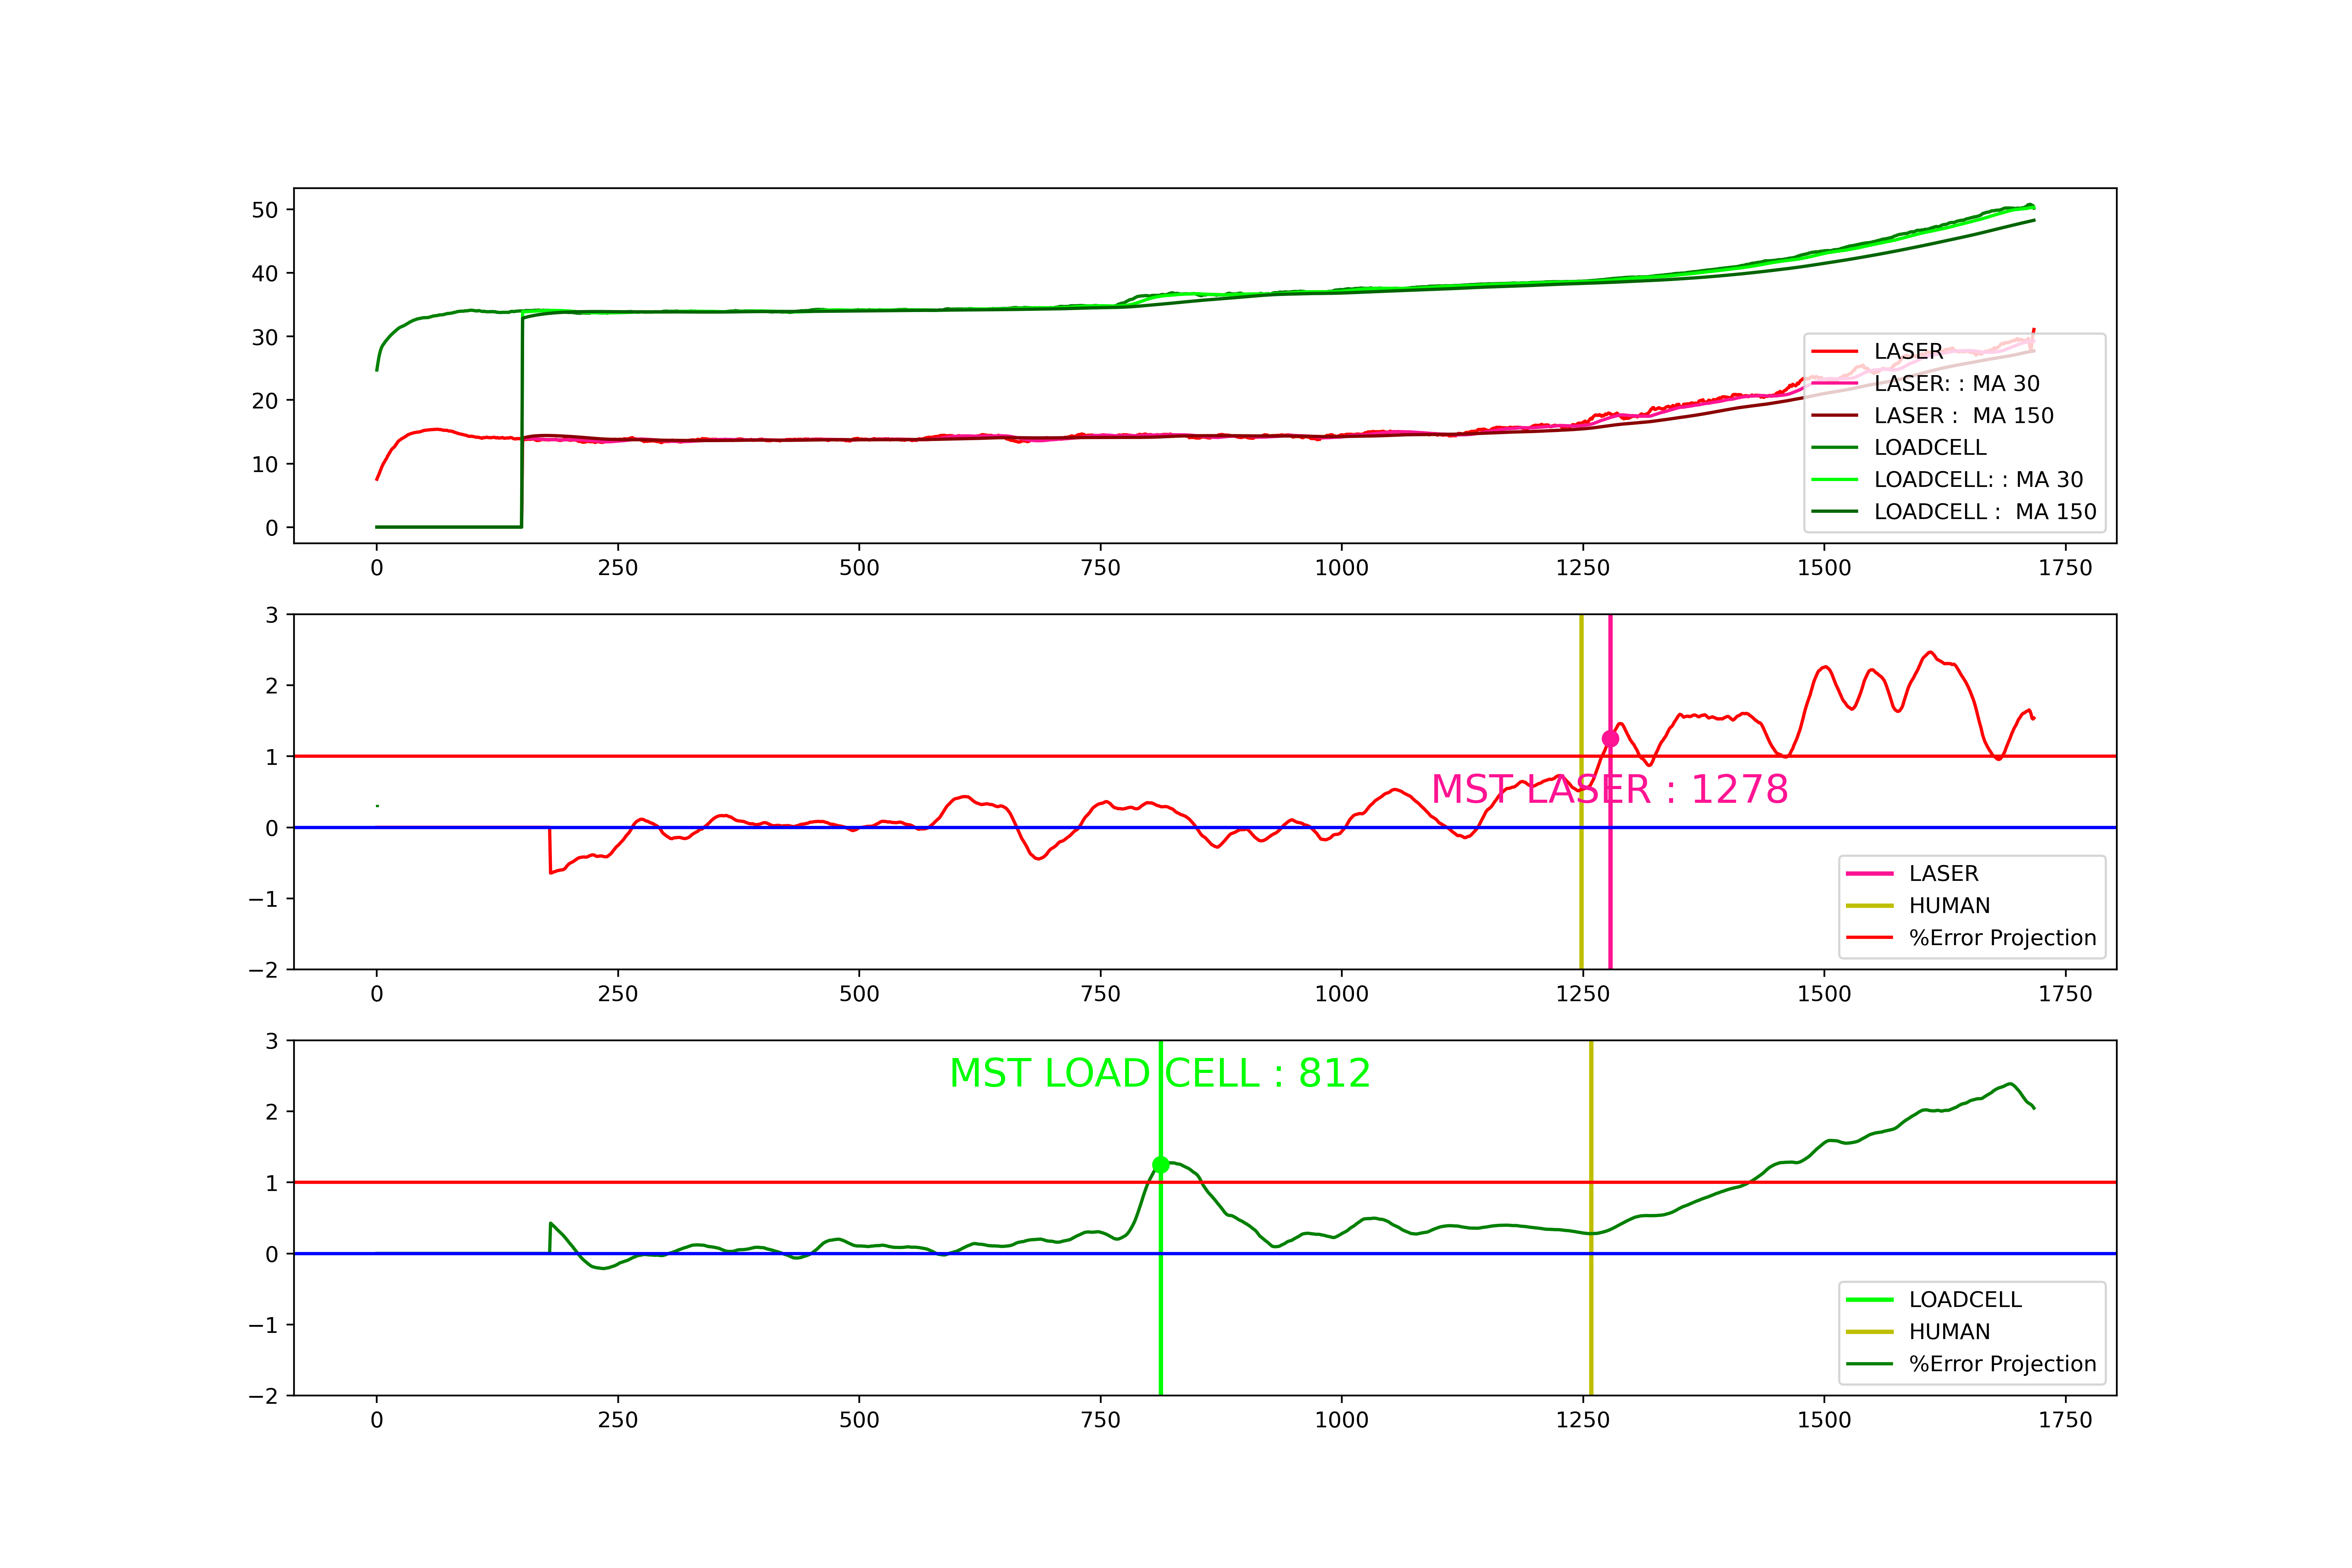 50
40
30
20
10
0
LASER
LASER: : MA 30
LASER :  MA 150
LOADCELL
LOADCELL: : MA 30
LOADCELL :  MA 150
0 250 500 750 1000 1250 1500 1750
3
2
1
0
−1
−2
MST LASER : 1278
LASER
HUMAN
%Error Projection
0 250 500 750 1000 1250 1500 1750
3
2
1
0
−1
−2
MST LOAD CELL : 812
LOADCELL
HUMAN
%Error Projection
0 250 500 750 1000 1250 1500 1750